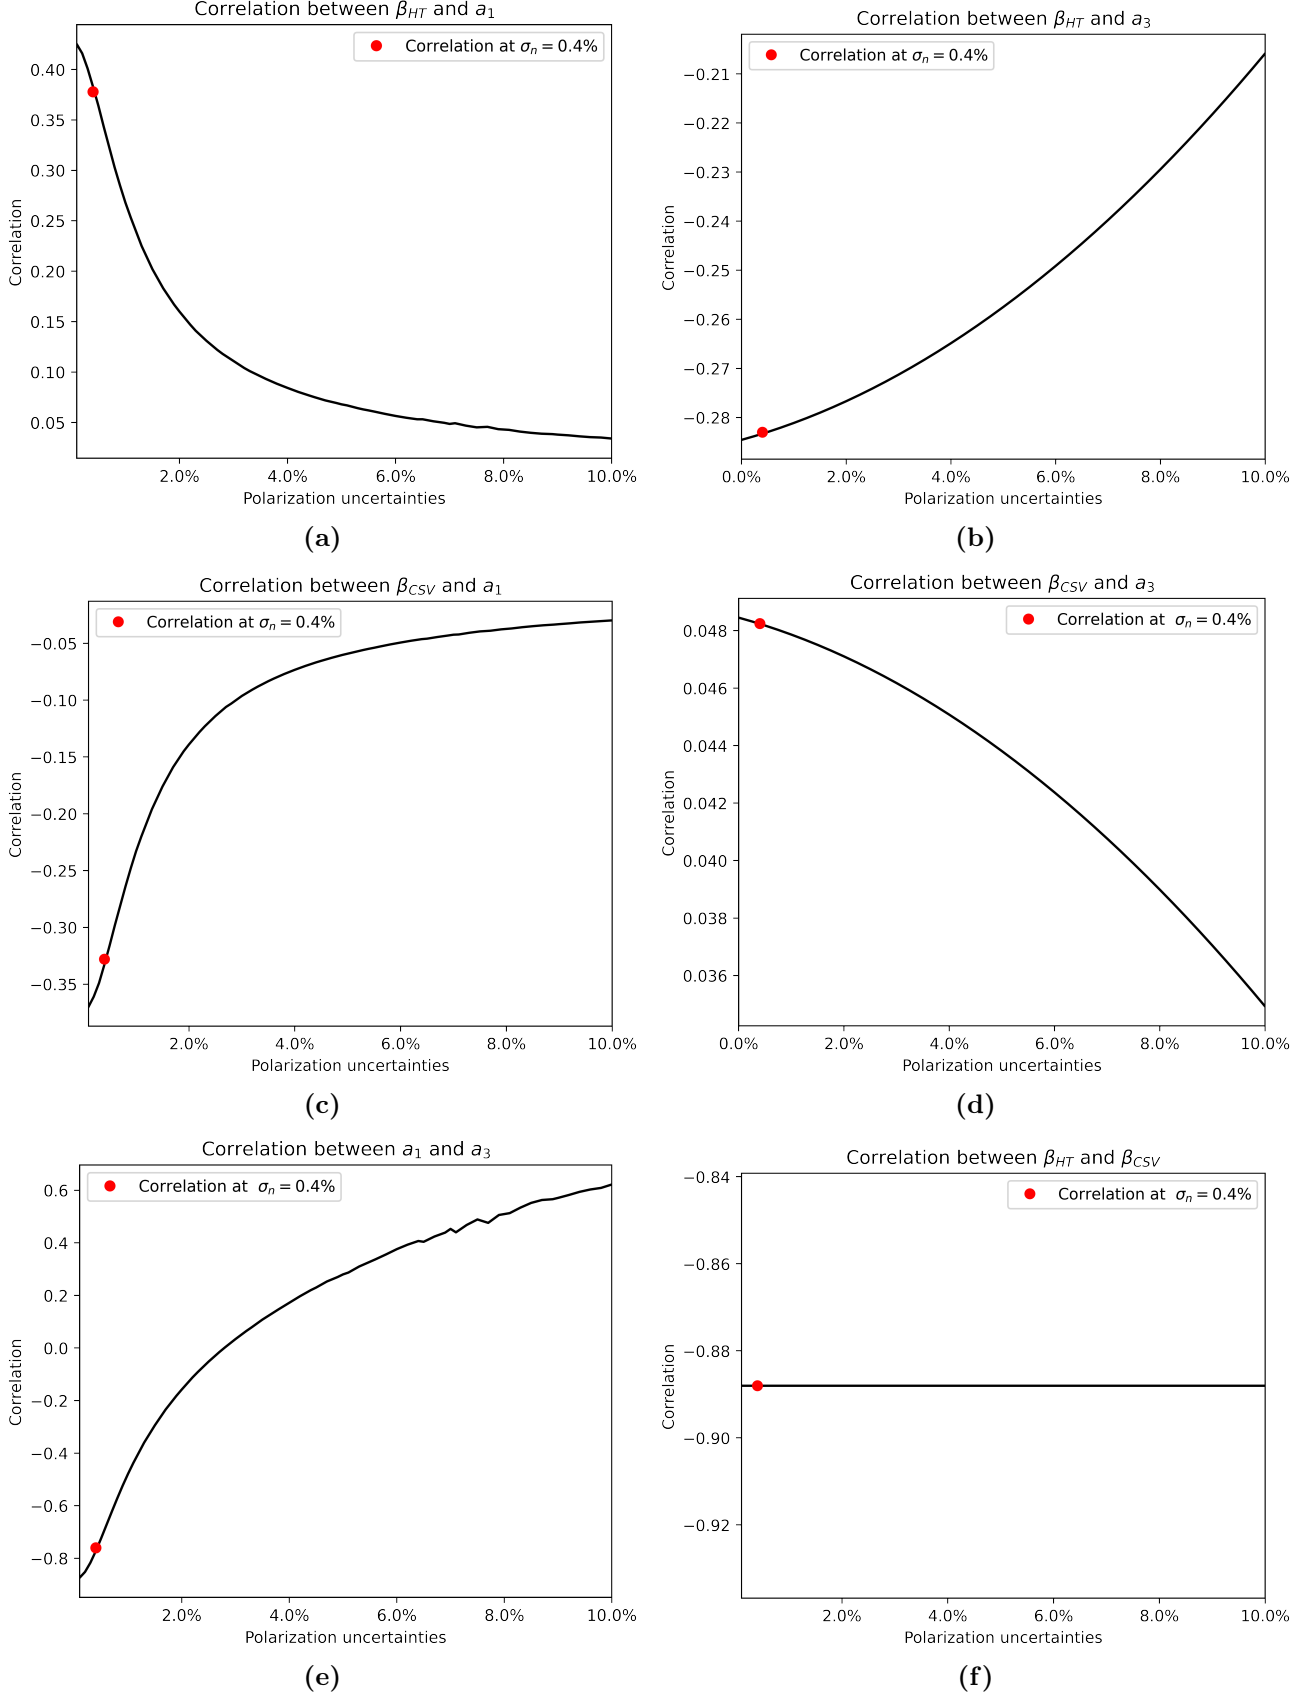 Correlation between β_HT and a_1
Correlation at σ_n = 0.4%
0.40
0.35
0.30
0.25
0.20
0.15
0.10
0.05
Correlation
2.0% 4.0% 6.0% 8.0% 10.0%
Polarization uncertainties
(a)
Correlation between β_HT and a_3
Correlation at σ_n = 0.4%
−0.21
−0.22
−0.23
−0.24
−0.25
−0.26
−0.27
−0.28
Correlation
0.0% 2.0% 4.0% 6.0% 8.0% 10.0%
Polarization uncertainties
(b)
Correlation between β_CSV and a_1
Correlation at σ_n = 0.4%
−0.05
−0.10
−0.15
−0.20
−0.25
−0.30
−0.35
Correlation
2.0% 4.0% 6.0% 8.0% 10.0%
Polarization uncertainties
(c)
Correlation between β_CSV and a_3
Correlation at σ_n = 0.4%
0.048
0.046
0.044
0.042
0.040
0.038
0.036
Correlation
0.0% 2.0% 4.0% 6.0% 8.0% 10.0%
Polarization uncertainties
(d)
Correlation between a_1 and a_3
Correlation at σ_n = 0.4%
0.6
0.4
0.2
0.0
−0.2
−0.4
−0.6
−0.8
Correlation
2.0% 4.0% 6.0% 8.0% 10.0%
Polarization uncertainties
(e)
Correlation between β_HT and β_CSV
Correlation at σ_n = 0.4%
−0.84
−0.86
−0.88
−0.90
−0.92
Correlation
2.0% 4.0% 6.0% 8.0% 10.0%
Polarization uncertainties
(f)